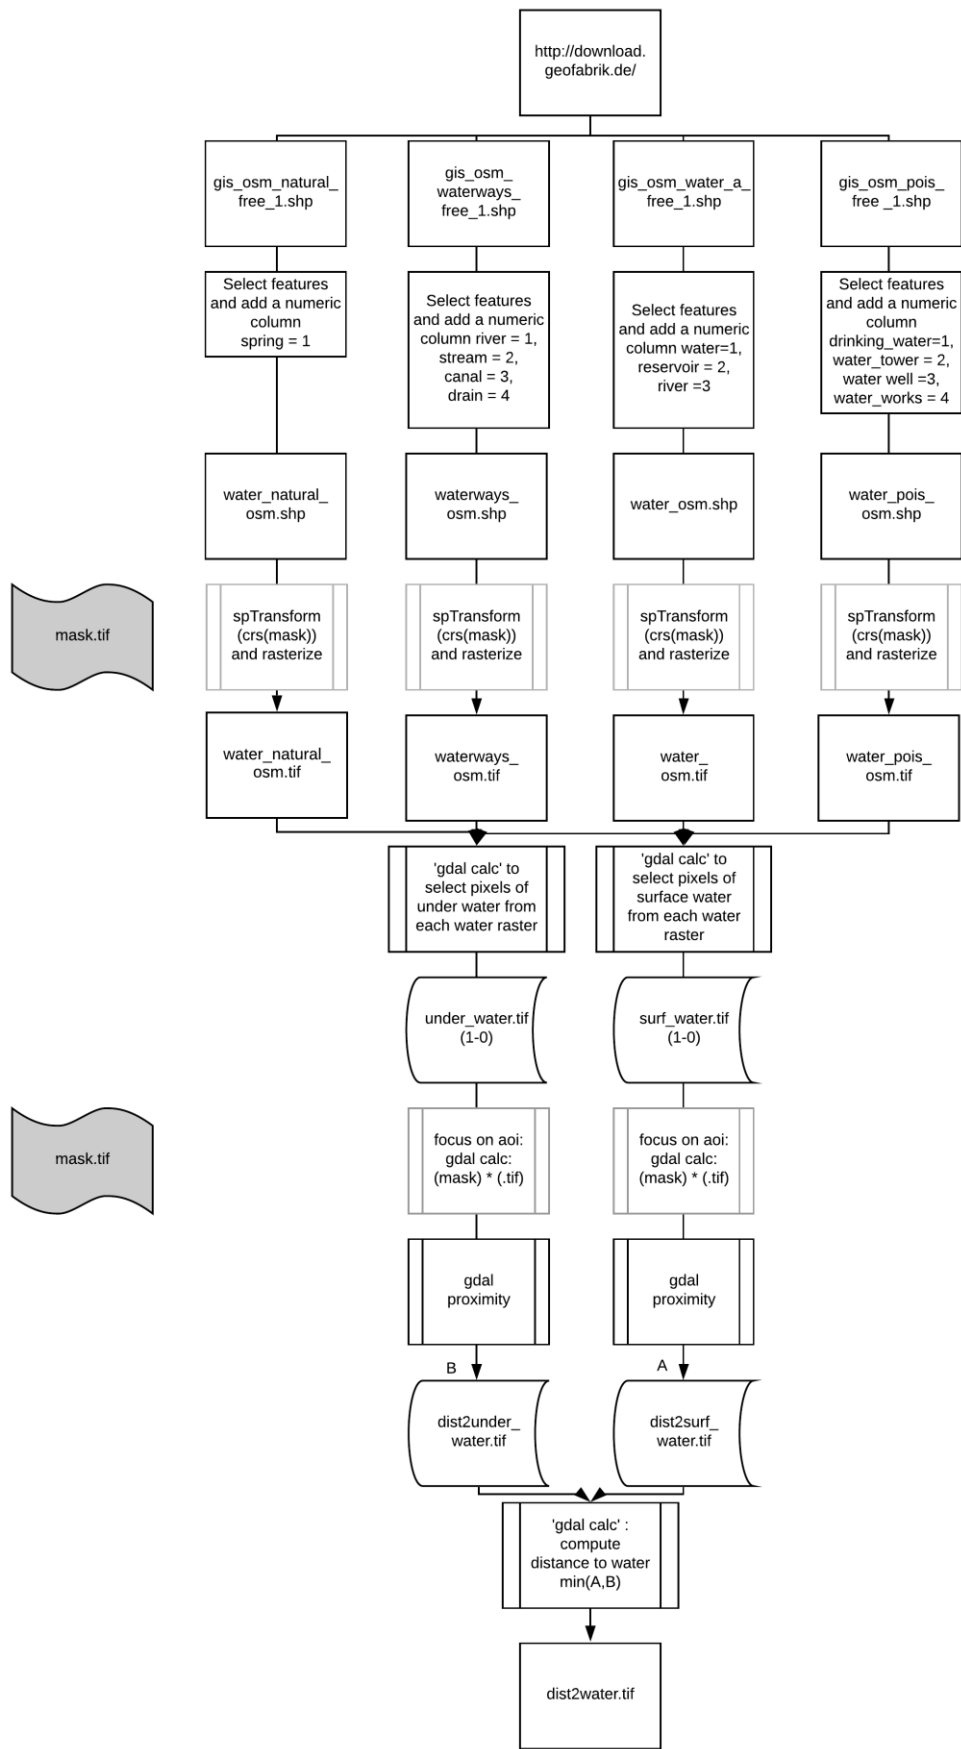 http://download.
geofabrik.de/
gis_osm_natural_
free_1.shp
gis_osm_
waterways_
free_1.shp
gis_osm_water_a_
free_1.shp
gis_osm_pois_
free _1.shp
Select features
and add a numeric
column
spring = 1
Select features
and add a numeric
column river = 1,
stream = 2,
canal = 3,
drain = 4
Select features
and add a numeric
column water=1,
reservoir = 2,
river =3
Select features
and add a numeric
column
drinking_water=1,
water_tower = 2,
water well =3,
water_works = 4
water_natural_
osm.shp
waterways_
osm.shp
water_osm.shp
water_pois_
osm.shp
mask.tif
spTransform
(crs(mask))
and rasterize
spTransform
(crs(mask))
and rasterize
spTransform
(crs(mask))
and rasterize
spTransform
(crs(mask))
and rasterize
water_natural_
osm.tif
waterways_
osm.tif
water_
osm.tif
water_pois_
osm.tif
'gdal calc' to
select pixels of
under water from
each water raster
'gdal calc' to
select pixels of
surface water
from each water
raster
under_water.tif
(1-0)
surf_water.tif
(1-0)
mask.tif
focus on aoi:
gdal calc:
(mask) * (.tif)
focus on aoi:
gdal calc:
(mask) * (.tif)
gdal
proximity
gdal
proximity
B
A
dist2under_
water.tif
dist2surf_
water.tif
'gdal calc' :
compute
distance to water
min(A,B)
dist2water.tif